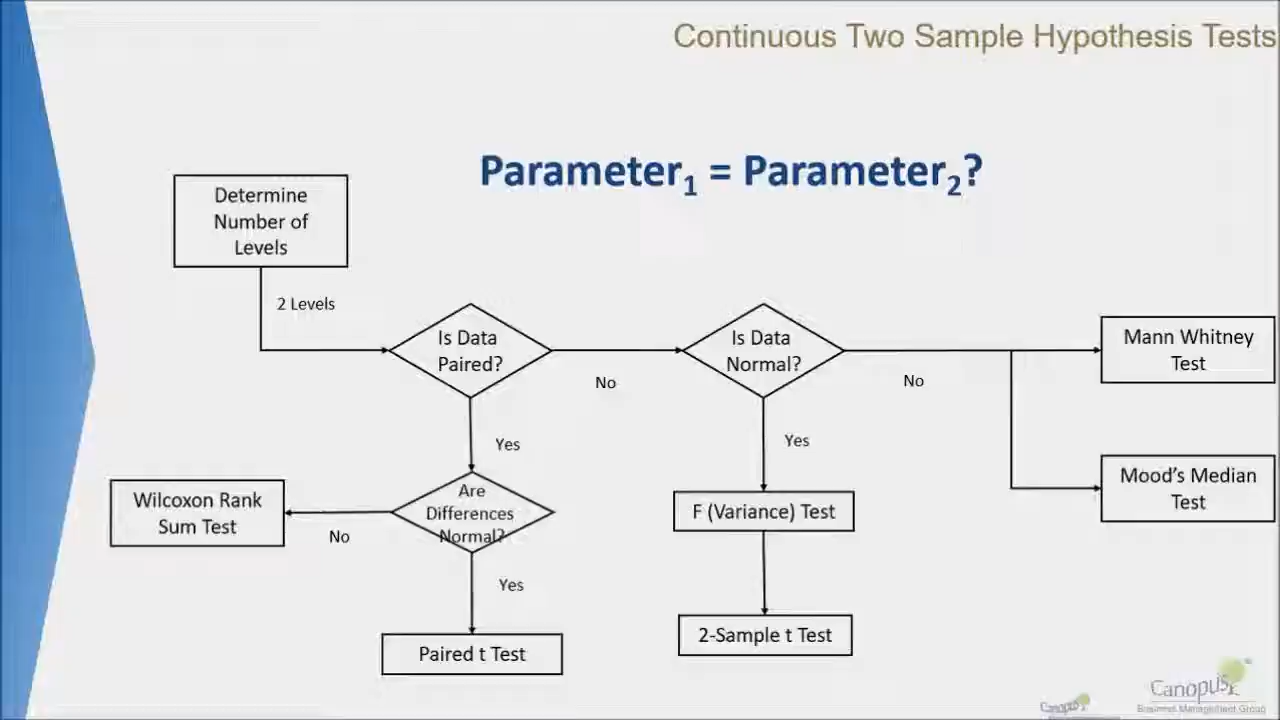 Continuous Two Sample Hypothesis Tests
Parameter1 = Parameter2?
Determine
Number of
Levels
2 Levels
Is Data
Paired?
No
Is Data
Normal?
No
Mann Whitney
Test
Yes
Yes
Mood's Median
Test
Wilcoxon Rank
Sum Test
No
Are
Differences
Normal?
F (Variance) Test
Yes
Paired t Test
2-Sample t Test
Canopus
Business Management Group
Canopus